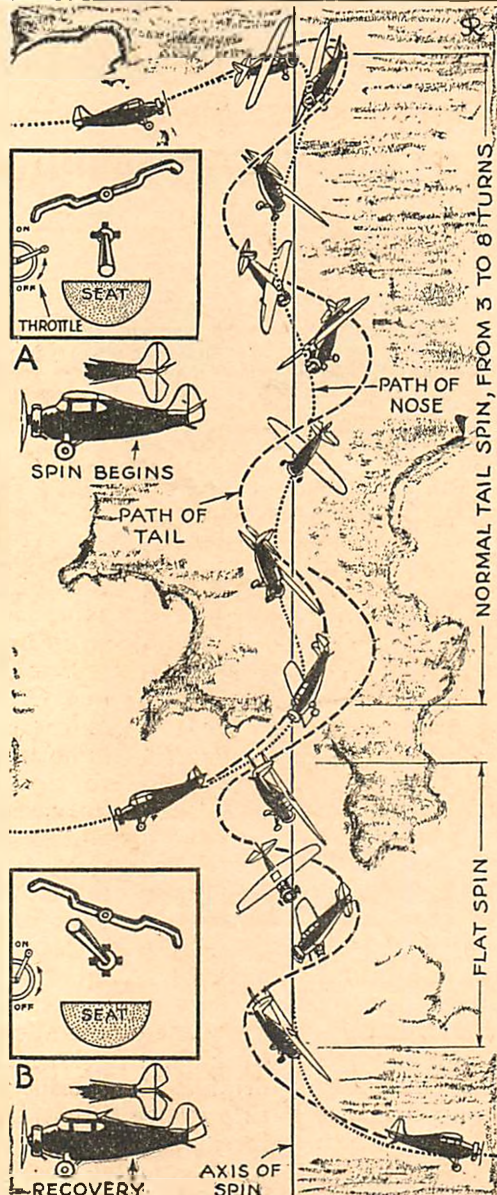 NORMAL TAIL SPIN, FROM 3 TO 8 TURNS
ON
OFF
SEAT
THROTTLE
A
PATH OF
NOSE
SPIN BEGINS
PATH OF
TAIL
FLAT SPIN
ON
OFF
SEAT
B
RECOVERY
AXIS OF
SPIN